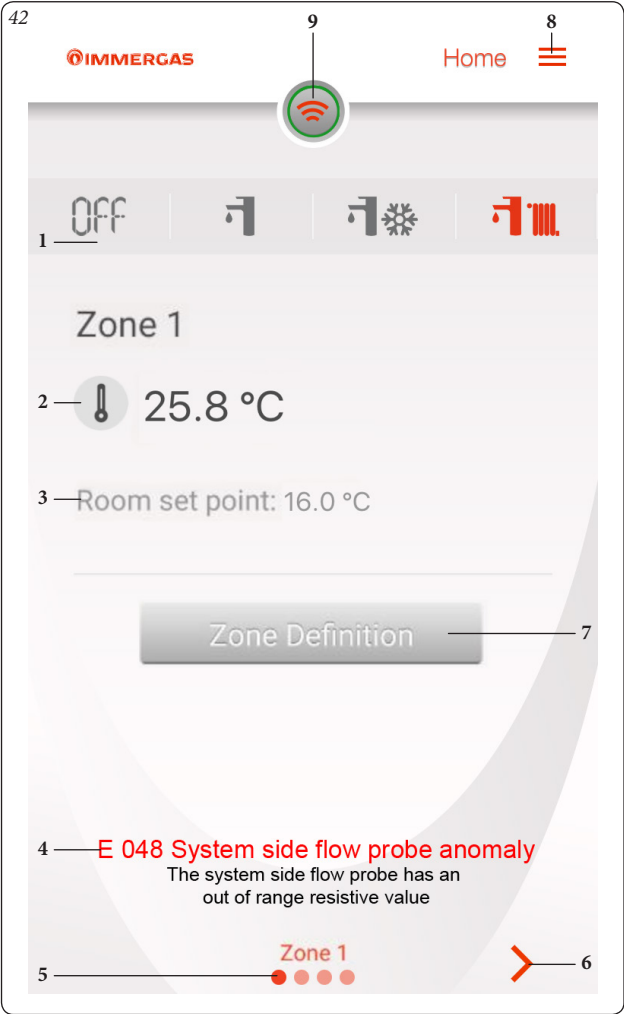 42
9
8
IMMERGAS
Home
OFF
1
Zone 1
2
25.8 °C
3
Room set point: 16.0 °C
Zone Definition
7
4
E 048 System side flow probe anomaly
The system side flow probe has an
out of range resistive value
Zone 1
5
6